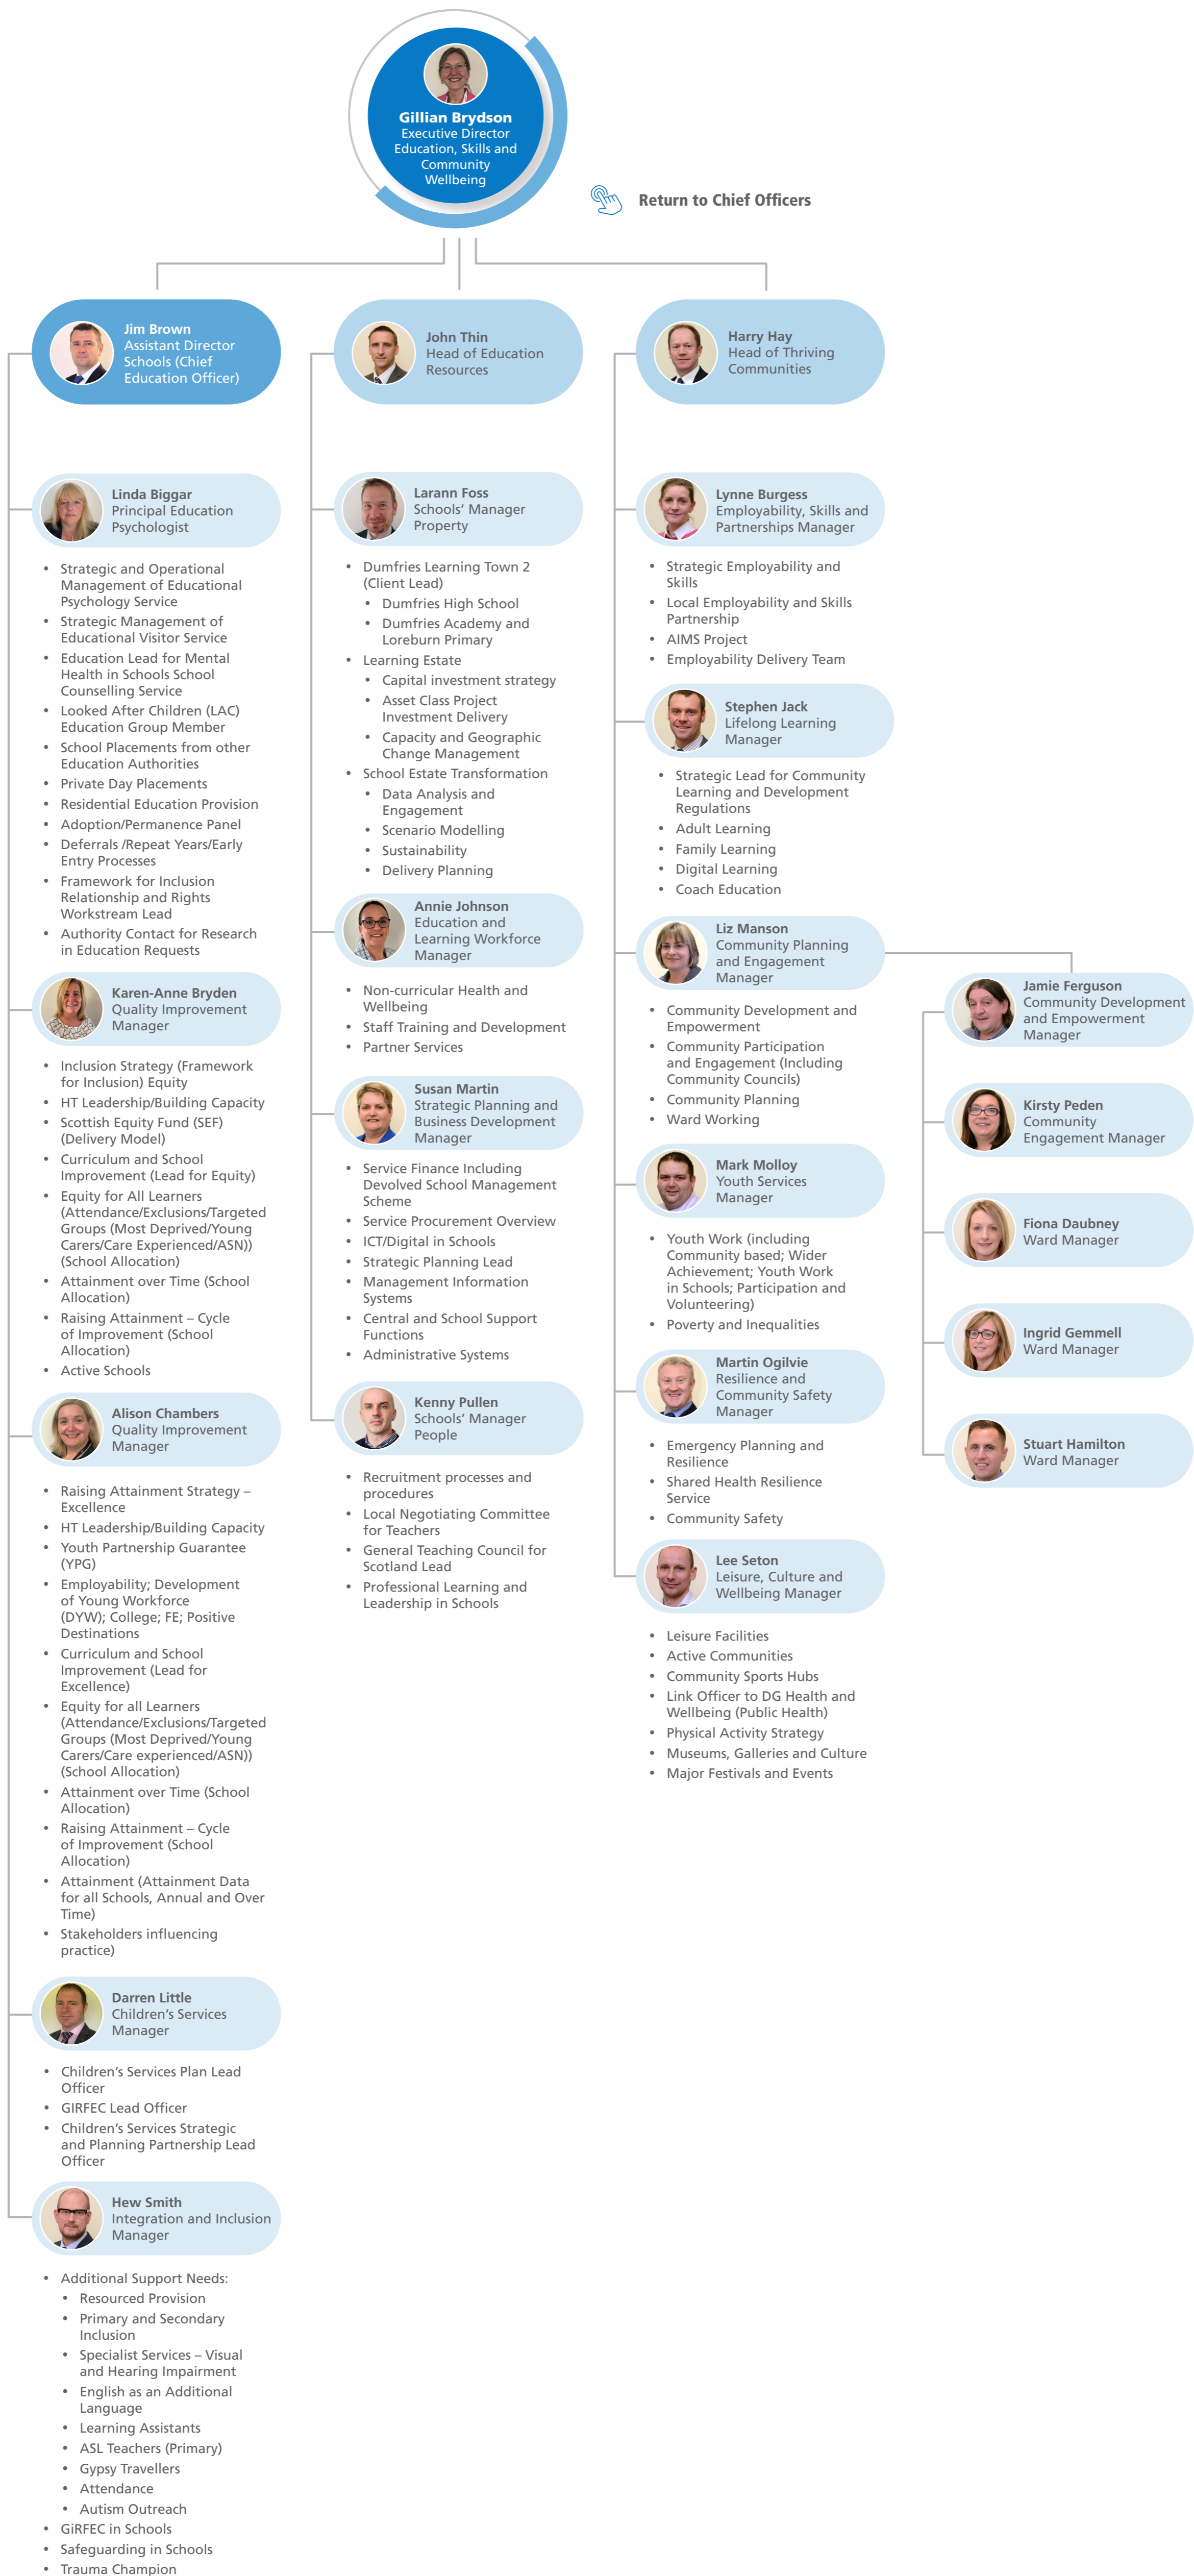 Gillian Brydson
Executive Director
Education, Skills and
Community
Wellbeing
Return to Chief Officers
Jim Brown
Assistant Director
Schools (Chief
Education Officer)
Linda Biggar
Principal Education
Psychologist
• Strategic and Operational
Management of Educational
Psychology Service
• Strategic Management of
Educational Visitor Service
• Education Lead for Mental
Health in Schools School
Counselling Service
• Looked After Children (LAC)
Education Group Member
• School Placements from other
Education Authorities
• Private Day Placements
• Residential Education Provision
• Adoption/Permanence Panel
• Deferrals /Repeat Years/Early
Entry Processes
• Framework for Inclusion
Relationship and Rights
Workstream Lead
• Authority Contact for Research
in Education Requests
Karen-Anne Bryden
Quality Improvement
Manager
• Inclusion Strategy (Framework
for Inclusion) Equity
• HT Leadership/Building Capacity
• Scottish Equity Fund (SEF)
(Delivery Model)
• Curriculum and School
Improvement (Lead for Equity)
• Equity for All Learners
(Attendance/Exclusions/Targeted
Groups (Most Deprived/Young
Carers/Care Experienced/ASN))
(School Allocation)
• Attainment over Time (School
Allocation)
• Raising Attainment – Cycle
of Improvement (School
Allocation)
• Active Schools
Alison Chambers
Quality Improvement
Manager
• Raising Attainment Strategy –
Excellence
• HT Leadership/Building Capacity
• Youth Partnership Guarantee
(YPG)
• Employability; Development
of Young Workforce
(DYW); College; FE; Positive
Destinations
• Curriculum and School
Improvement (Lead for
Excellence)
• Equity for all Learners
(Attendance/Exclusions/Targeted
Groups (Most Deprived/Young
Carers/Care experienced/ASN))
(School Allocation)
• Attainment over Time (School
Allocation)
• Raising Attainment – Cycle
of Improvement (School
Allocation)
• Attainment (Attainment Data
for all Schools, Annual and Over
Time)
• Stakeholders influencing
practice)
Darren Little
Children’s Services
Manager
• Children’s Services Plan Lead
Officer
• GIRFEC Lead Officer
• Children’s Services Strategic
and Planning Partnership Lead
Officer
Hew Smith
Integration and Inclusion
Manager
• Additional Support Needs:
• Resourced Provision
• Primary and Secondary
Inclusion
• Specialist Services – Visual
and Hearing Impairment
• English as an Additional
Language
• Learning Assistants
• ASL Teachers (Primary)
• Gypsy Travellers
• Attendance
• Autism Outreach
• GiRFEC in Schools
• Safeguarding in Schools
• Trauma Champion
John Thin
Head of Education
Resources
Larann Foss
Schools’ Manager
Property
• Dumfries Learning Town 2
(Client Lead)
• Dumfries High School
• Dumfries Academy and
Loreburn Primary
• Learning Estate
• Capital investment strategy
• Asset Class Project
Investment Delivery
• Capacity and Geographic
Change Management
• School Estate Transformation
• Data Analysis and
Engagement
• Scenario Modelling
• Sustainability
• Delivery Planning
Annie Johnson
Education and
Learning Workforce
Manager
• Non-curricular Health and
Wellbeing
• Staff Training and Development
• Partner Services
Susan Martin
Strategic Planning and
Business Development
Manager
• Service Finance Including
Devolved School Management
Scheme
• Service Procurement Overview
• ICT/Digital in Schools
• Strategic Planning Lead
• Management Information
Systems
• Central and School Support
Functions
• Administrative Systems
Kenny Pullen
Schools’ Manager
People
• Recruitment processes and
procedures
• Local Negotiating Committee
for Teachers
• General Teaching Council for
Scotland Lead
• Professional Learning and
Leadership in Schools
Harry Hay
Head of Thriving
Communities
Lynne Burgess
Employability, Skills and
Partnerships Manager
• Strategic Employability and
Skills
• Local Employability and Skills
Partnership
• AIMS Project
• Employability Delivery Team
Stephen Jack
Lifelong Learning
Manager
• Strategic Lead for Community
Learning and Development
Regulations
• Adult Learning
• Family Learning
• Digital Learning
• Coach Education
Liz Manson
Community Planning
and Engagement
Manager
• Community Development and
Empowerment
• Community Participation
and Engagement (Including
Community Councils)
• Community Planning
• Ward Working
Mark Molloy
Youth Services
Manager
• Youth Work (including
Community based; Wider
Achievement; Youth Work
in Schools; Participation and
Volunteering)
• Poverty and Inequalities
Martin Ogilvie
Resilience and
Community Safety
Manager
• Emergency Planning and
Resilience
• Shared Health Resilience
Service
• Community Safety
Lee Seton
Leisure, Culture and
Wellbeing Manager
• Leisure Facilities
• Active Communities
• Community Sports Hubs
• Link Officer to DG Health and
Wellbeing (Public Health)
• Physical Activity Strategy
• Museums, Galleries and Culture
• Major Festivals and Events
Jamie Ferguson
Community Development
and Empowerment
Manager
Kirsty Peden
Community
Engagement Manager
Fiona Daubney
Ward Manager
Ingrid Gemmell
Ward Manager
Stuart Hamilton
Ward Manager